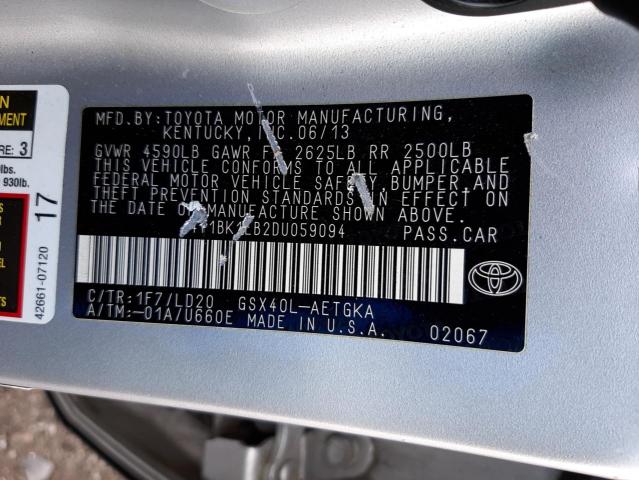 MFD.BY:TOYOTA MOTOR MANUFACTURING,
KENTUCKY, INC. 06/13
GVWR 4590LB GAWR FR 2625LB RR 2500LB
THIS VEHICLE CONFORMS TO ALL APPLICABLE
FEDERAL MOTOR VEHICLE SAFETY, BUMPER, AND
THEFT PREVENTION STANDARDS IN EFFECT ON
THE DATE OF MANUFACTURE SHOWN ABOVE.
PASS.CAR
C/TR:1F7/LD20 GSX40L-AETGKA
A/TM:-01A/U660E MADE IN U.S.A. 02067
3
930lb.
17
42661-07120